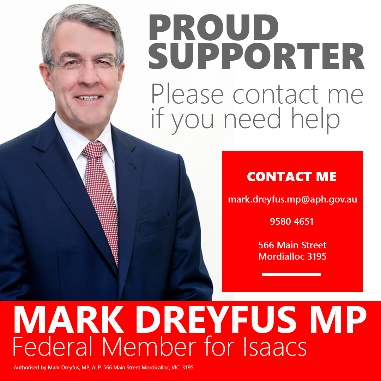 PROUD
SUPPORTER
Please contact me
if you need help
CONTACT ME
mark.dreyfus.mp@aph.gov.au
9580 4651
566 Main Street
Mordialloc 3195
MARK DREYFUS MP
Federal Member for Isaacs
Authorised by Mark Dreyfus, MP, ALP, 566 Main Street Mordialloc, VIC, 3195